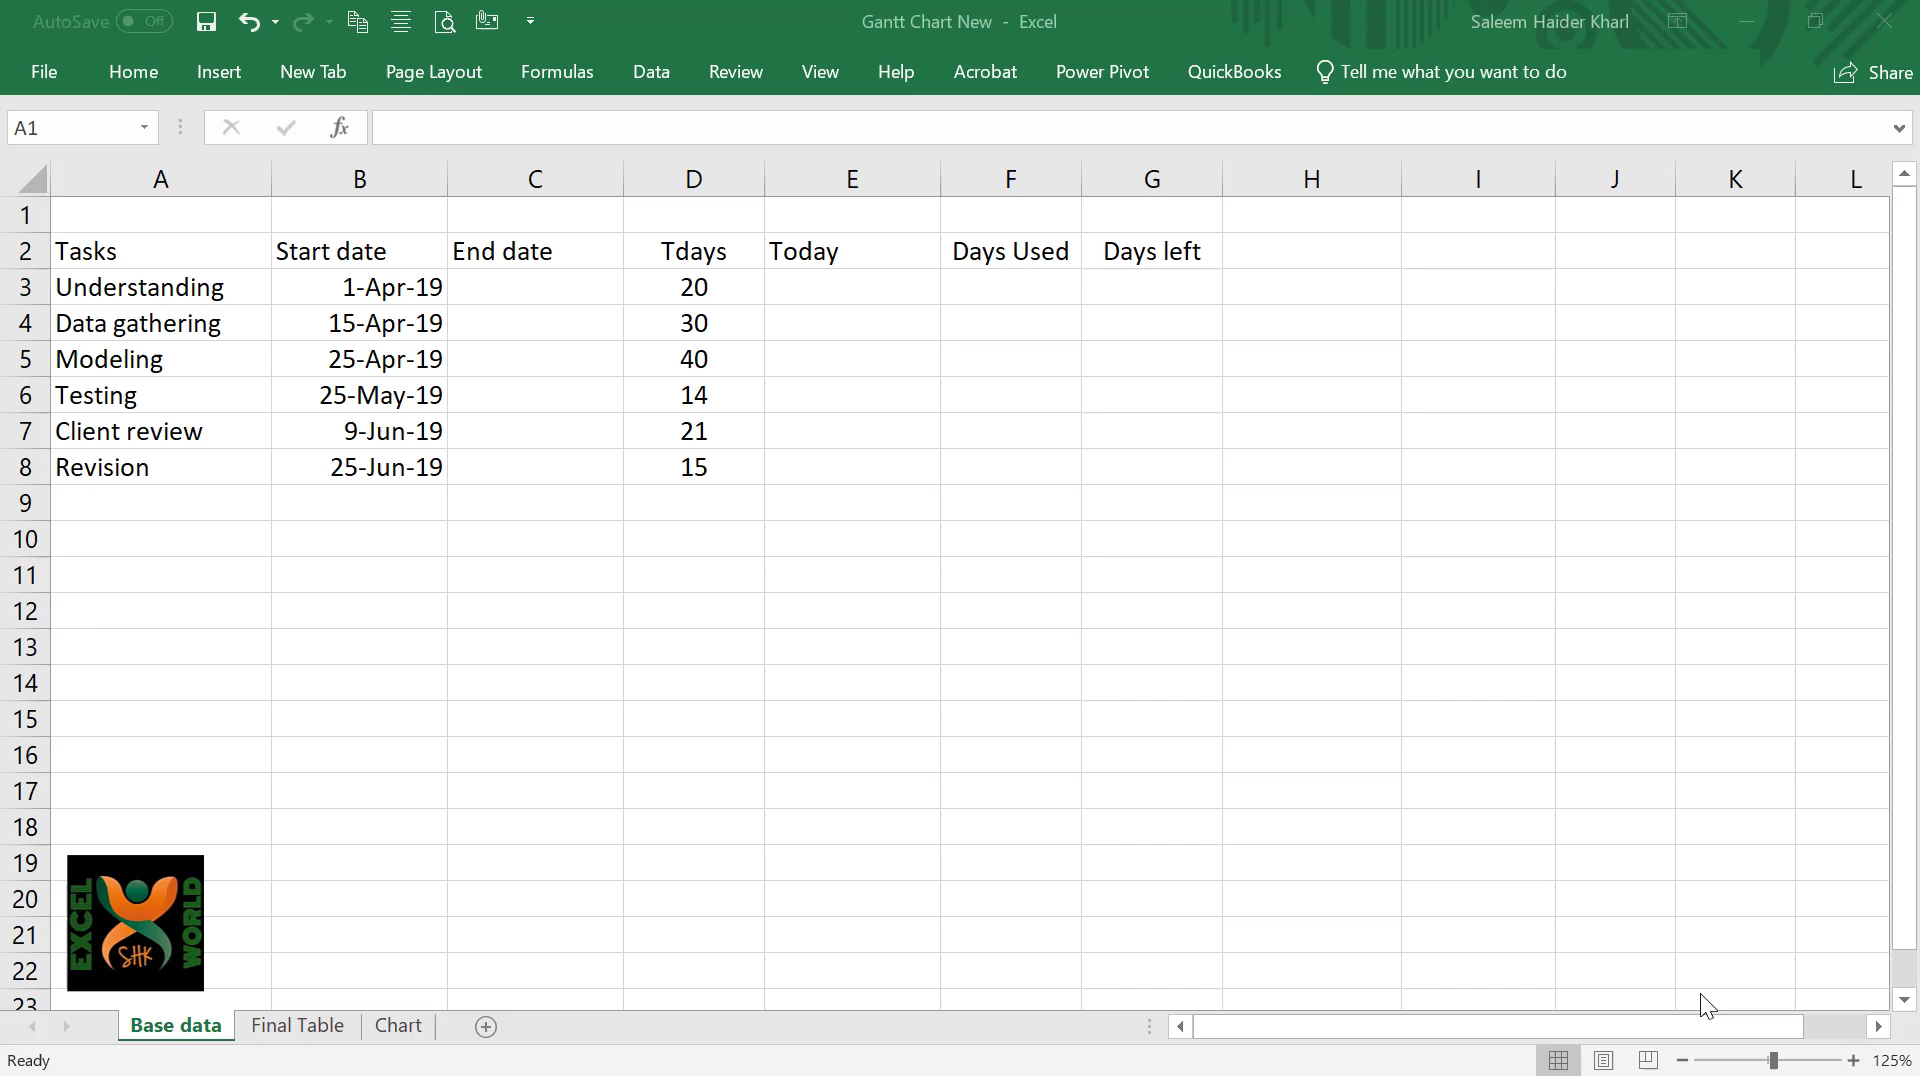 AutoSave Off Gantt Chart New - Excel Saleem Haider Kharl
File Home Insert New Tab Page Layout Formulas Data Review View Help Acrobat Power Pivot QuickBooks Tell me what you want to do Share
A1 fx
A B C D E F G H I J K L
1
2 Tasks Start date End date Tdays Today Days Used Days left
3 Understanding 1-Apr-19 20
4 Data gathering 15-Apr-19 30
5 Modeling 25-Apr-19 40
6 Testing 25-May-19 14
7 Client review 9-Jun-19 21
8 Revision 25-Jun-19 15
9
10
11
12
13
14
15
16
17
18
19
20
21
22
23
EXCEL
SHK
WORLD
Base data Final Table Chart
Ready 125%